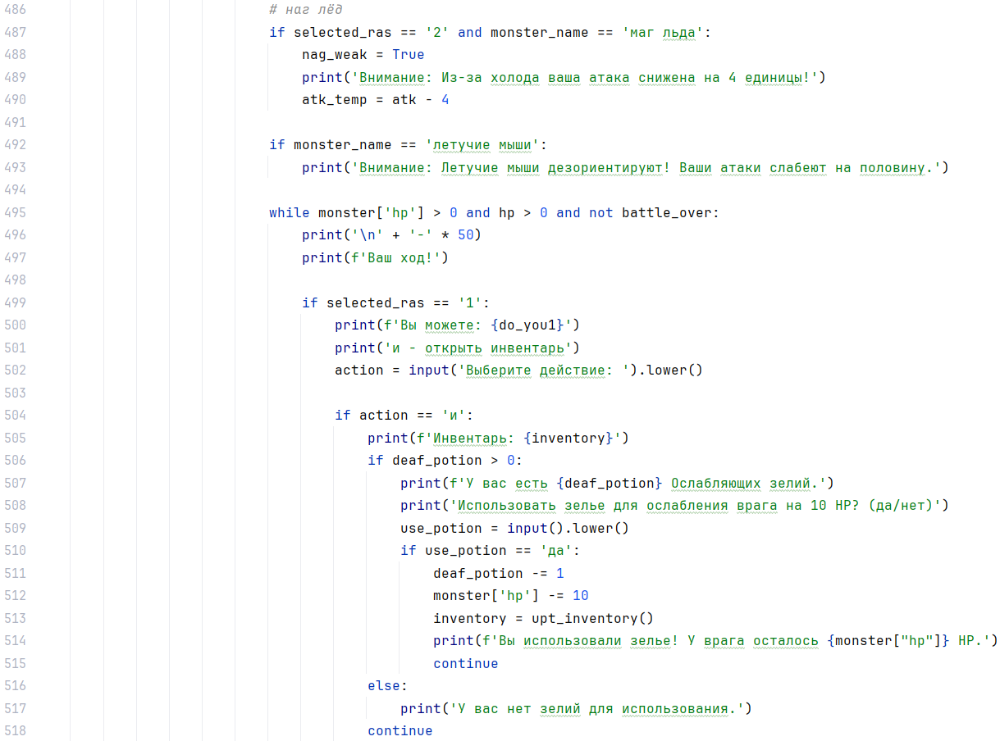 486 # наг лёд
487 if selected_ras == '2' and monster_name == 'маг льда':
488 nag_weak = True
489 print('Внимание: Из-за холода ваша атака снижена на 4 единицы!')
490 atk_temp = atk - 4
491
492 if monster_name == 'летучие мыши':
493 print('Внимание: Летучие мыши дезориентируют! Ваши атаки слабеют на половину.')
494
495 while monster['hp'] > 0 and hp > 0 and not battle_over:
496 print('\n' + '-' * 50)
497 print(f'Ваш ход!')
498
499 if selected_ras == '1':
500 print(f'Вы можете: {do_you1}')
501 print('и - открыть инвентарь')
502 action = input('Выберите действие: ').lower()
503
504 if action == 'и':
505 print(f'Инвентарь: {inventory}')
506 if deaf_potion > 0:
507 print(f'У вас есть {deaf_potion} Ослабляющих зелий.')
508 print('Использовать зелье для ослабления врага на 10 HP? (да/нет)')
509 use_potion = input().lower()
510 if use_potion == 'да':
511 deaf_potion -= 1
512 monster['hp'] -= 10
513 inventory = upt_inventory()
514 print(f'Вы использовали зелье! У врага осталось {monster["hp"]} HP.')
515 continue
516 else:
517 print('У вас нет зелий для использования.')
518 continue